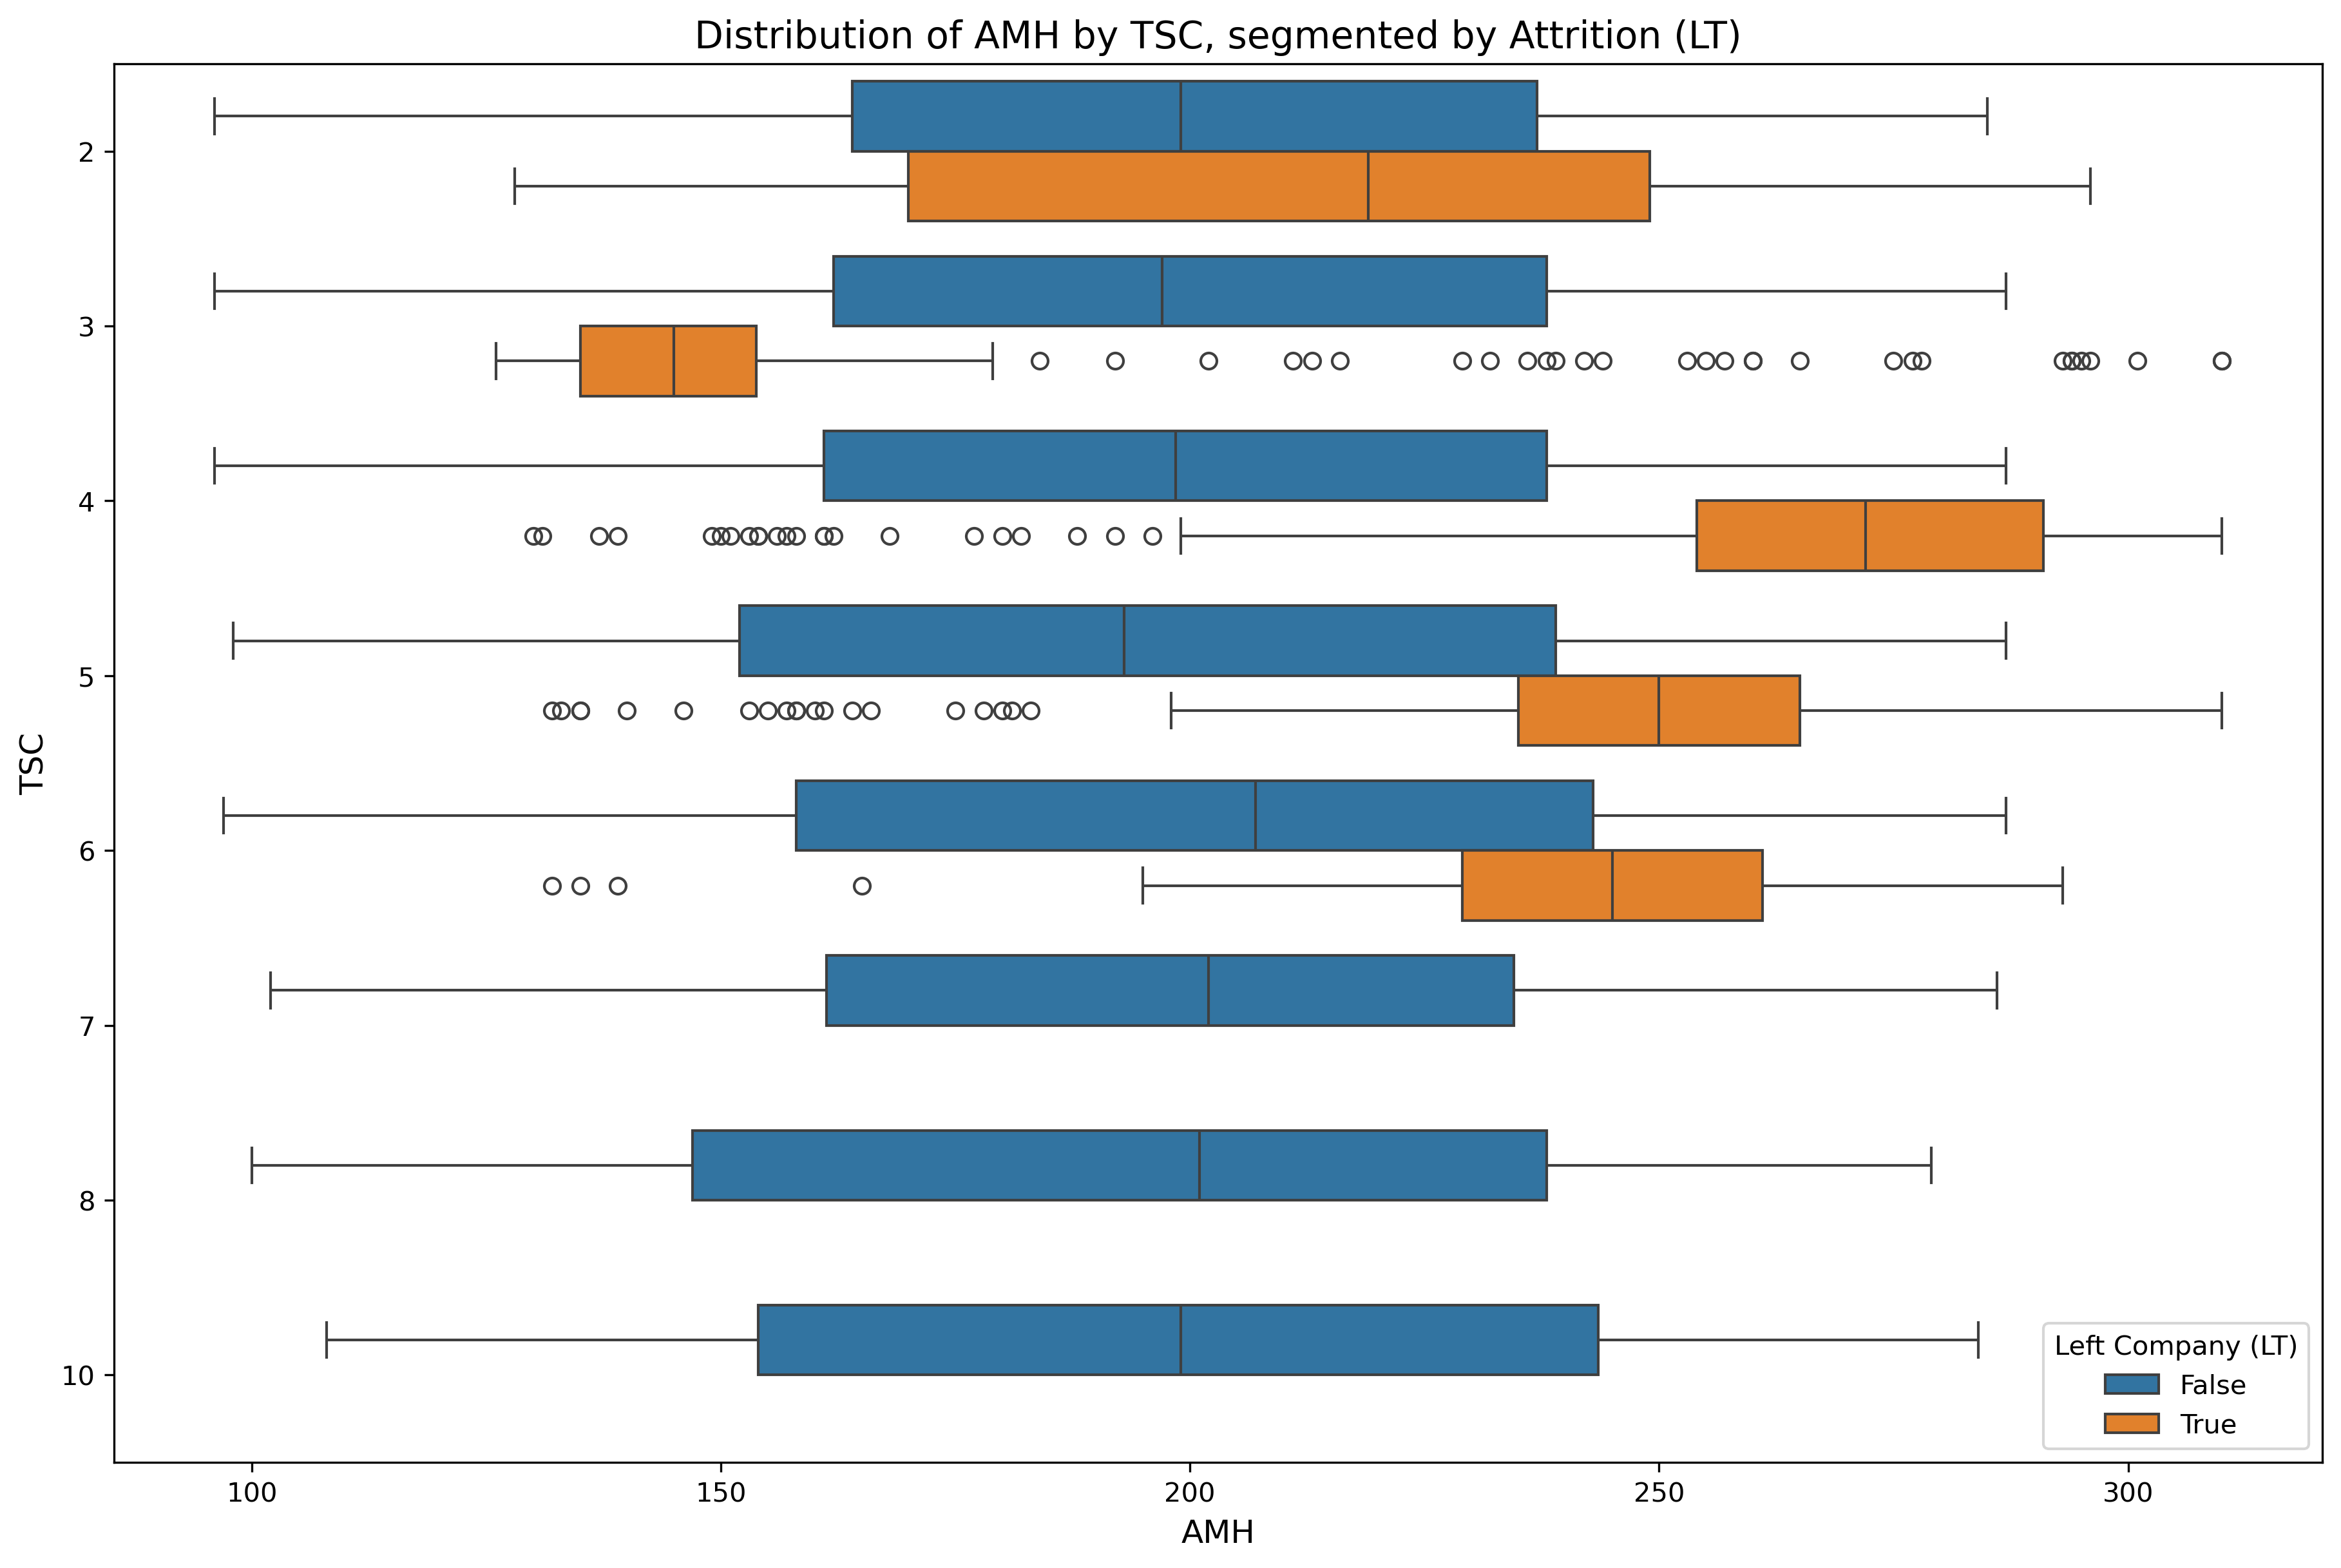 Distribution of AMH by TSC, segmented by Attrition (LT)
TSC
2
3
4
5
6
7
8
10
Left Company (LT)
False
True
100 150 200 250 300
AMH